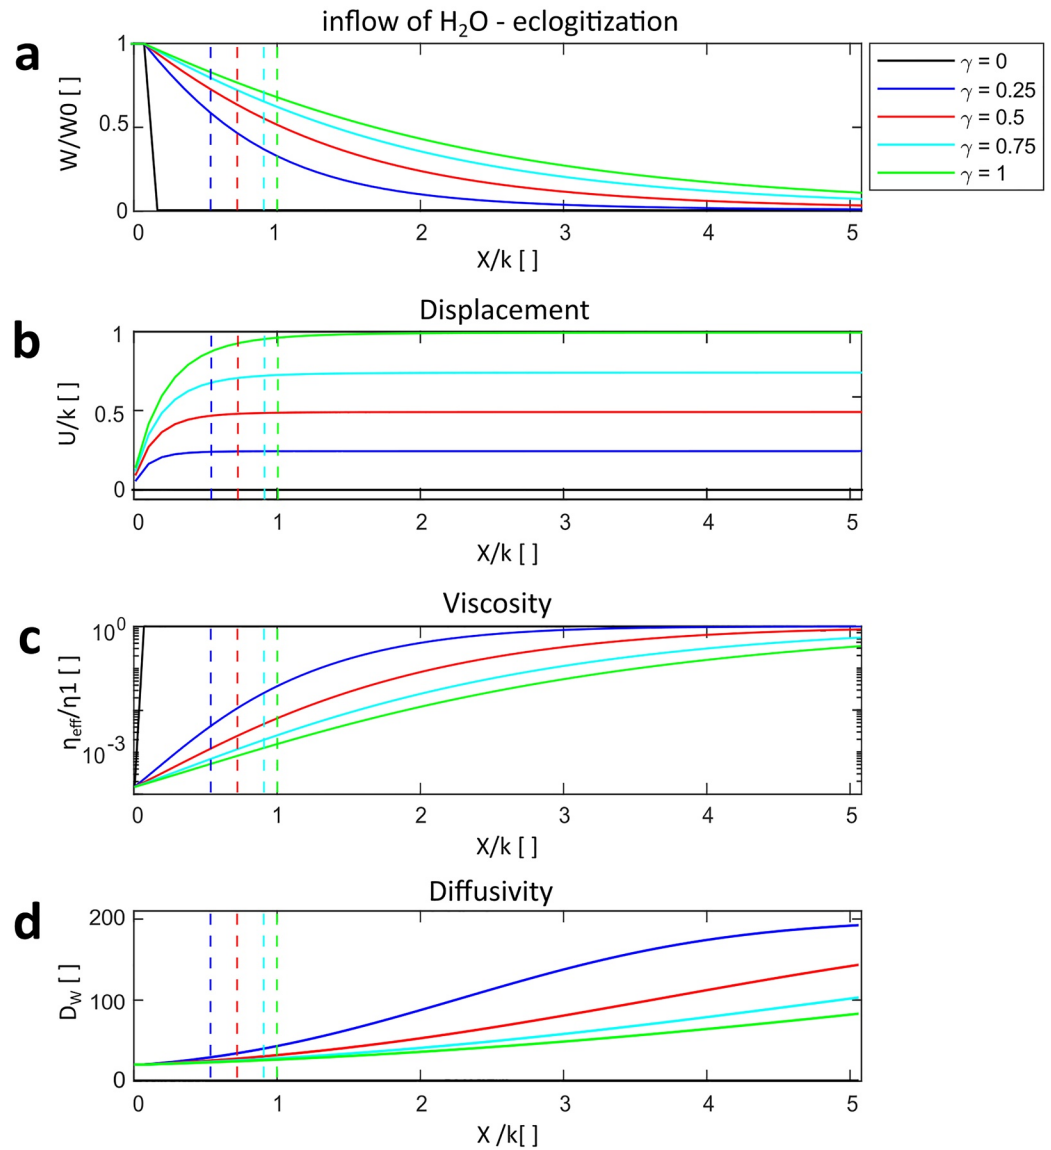 inflow of H₂O - eclogitization
a
1
0.5
0
W/W0 [ ]
0 1 2 3 4 5
X/k [ ]
γ = 0
γ = 0.25
γ = 0.5
γ = 0.75
γ = 1
Displacement
b
1
0.5
0
U/k [ ]
0 1 2 3 4 5
X/k [ ]
Viscosity
c
10⁰
10⁻³
ηeff/η1 [ ]
0 1 2 3 4 5
X/k [ ]
Diffusivity
d
200
100
0
DW [ ]
0 1 2 3 4 5
X /k[ ]